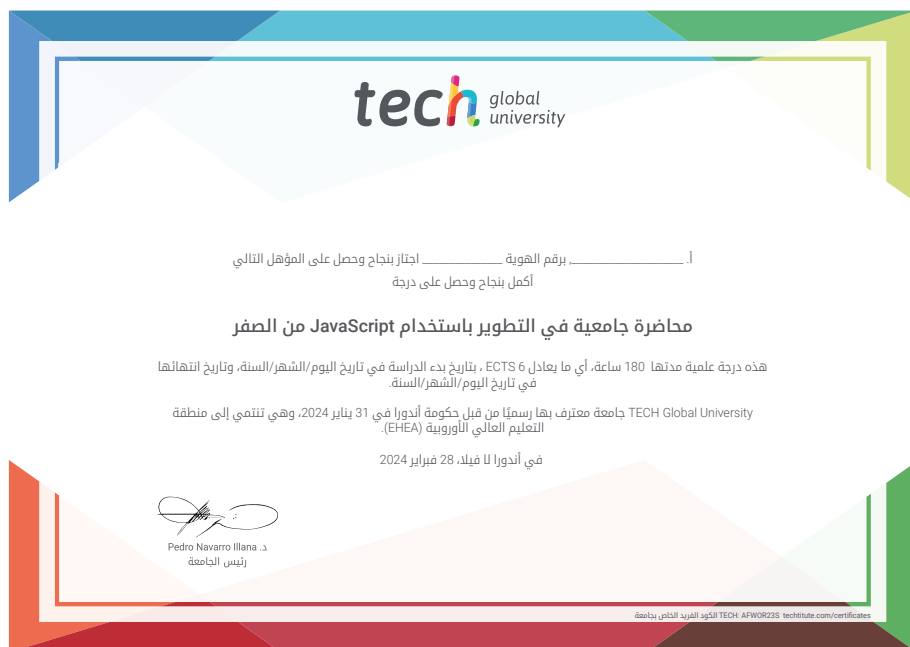 tech global
university
أ. ______________________, برقم الهوية ________________ اجتاز بنجاح وحصل على المؤهل التالي
أكمل بنجاح وحصل على درجة
محاضرة جامعية في التطوير باستخدام JavaScript من الصفر
هذه درجة علمية مدتها 180 ساعة، أي ما يعادل 6 ECTS ، بتاريخ بدء الدراسة في تاريخ اليوم/الشهر/السنة، وتاريخ انتهائها
في تاريخ اليوم/الشهر/السنة.
TECH Global University جامعة معترف بها رسميًا من قبل حكومة أندورا في 31 يناير 2024، وهي تنتمي إلى منطقة
التعليم العالي الأوروبية (EHEA).
في أندورا لا فيلا، 28 فبراير 2024
د. Pedro Navarro Illana
رئيس الجامعة
الكود الفريد الخاص بجامعة TECH: AFWOR23S techtitute.com/certificates